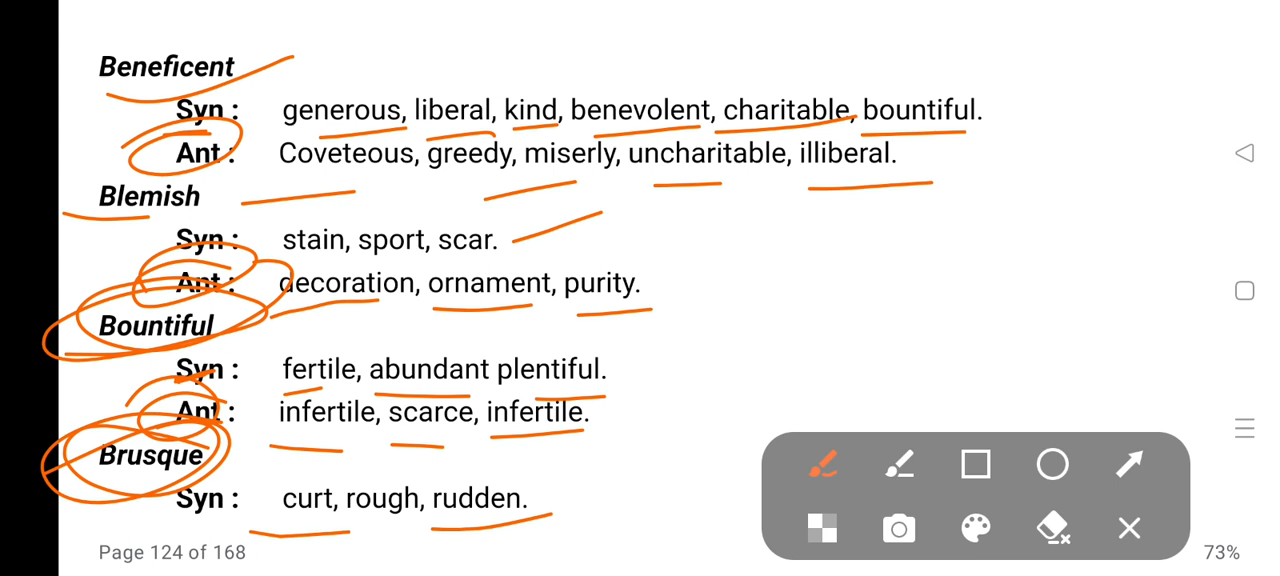 Beneficent
Syn : generous, liberal, kind, benevolent, charitable, bountiful.
Ant : Coveteous, greedy, miserly, uncharitable, illiberal.
Blemish
Syn : stain, sport, scar.
Ant : decoration, ornament, purity.
Bountiful
Syn : fertile, abundant plentiful.
Ant : infertile, scarce, infertile.
Brusque
Syn : curt, rough, rudden.
Page 124 of 168
73%